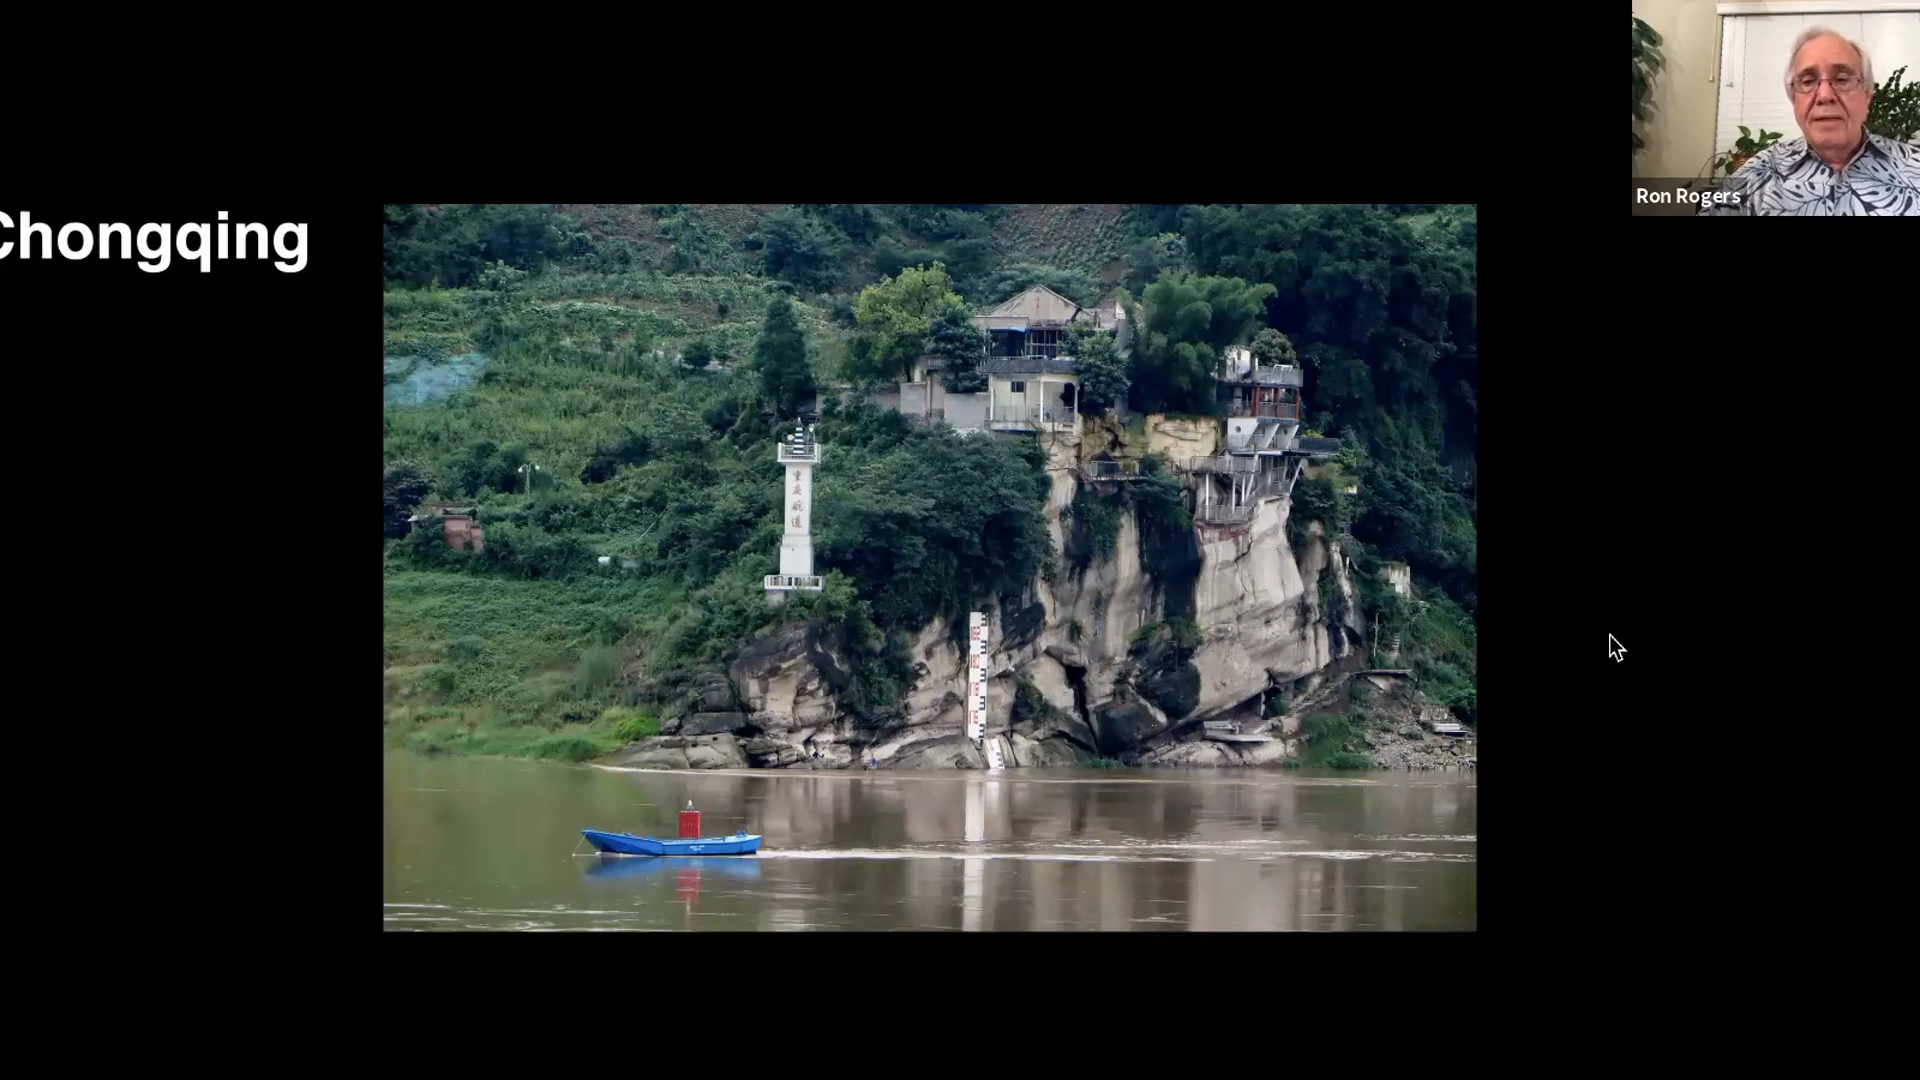 Chongqing
Ron Rogers
重
庆
航
道